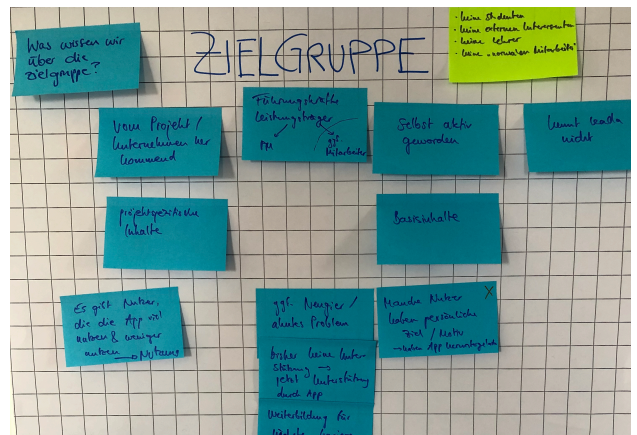 Was wissen wir
über die
zielgruppe?
ZIELGRUPPE
· keine Studenten
· keine externen Interessenten
· keine Lehrer
· keine "normalen Mitarbeiter"
Vom Projekt /
Unternehmen her
kommend
Führungskräfte
Leistungsträger
PM
ggf.
Mitarbeiter
Selbst aktiv
geworden
kennt
nicht
projektspezifische
Inhalte
Basisinhalte
Es gibt Nutzer,
die die App viel
nutzen & weniger
nutzen → Nutzung
ggf. Neugier /
akutes Problem
bisher keine Unter-
stützung →
jetzt Unterstützung
durch App
Weiterbildung für
Manche Nutzer X
haben persönliche
Ziel / Motiv
→ haben App heruntergeladen